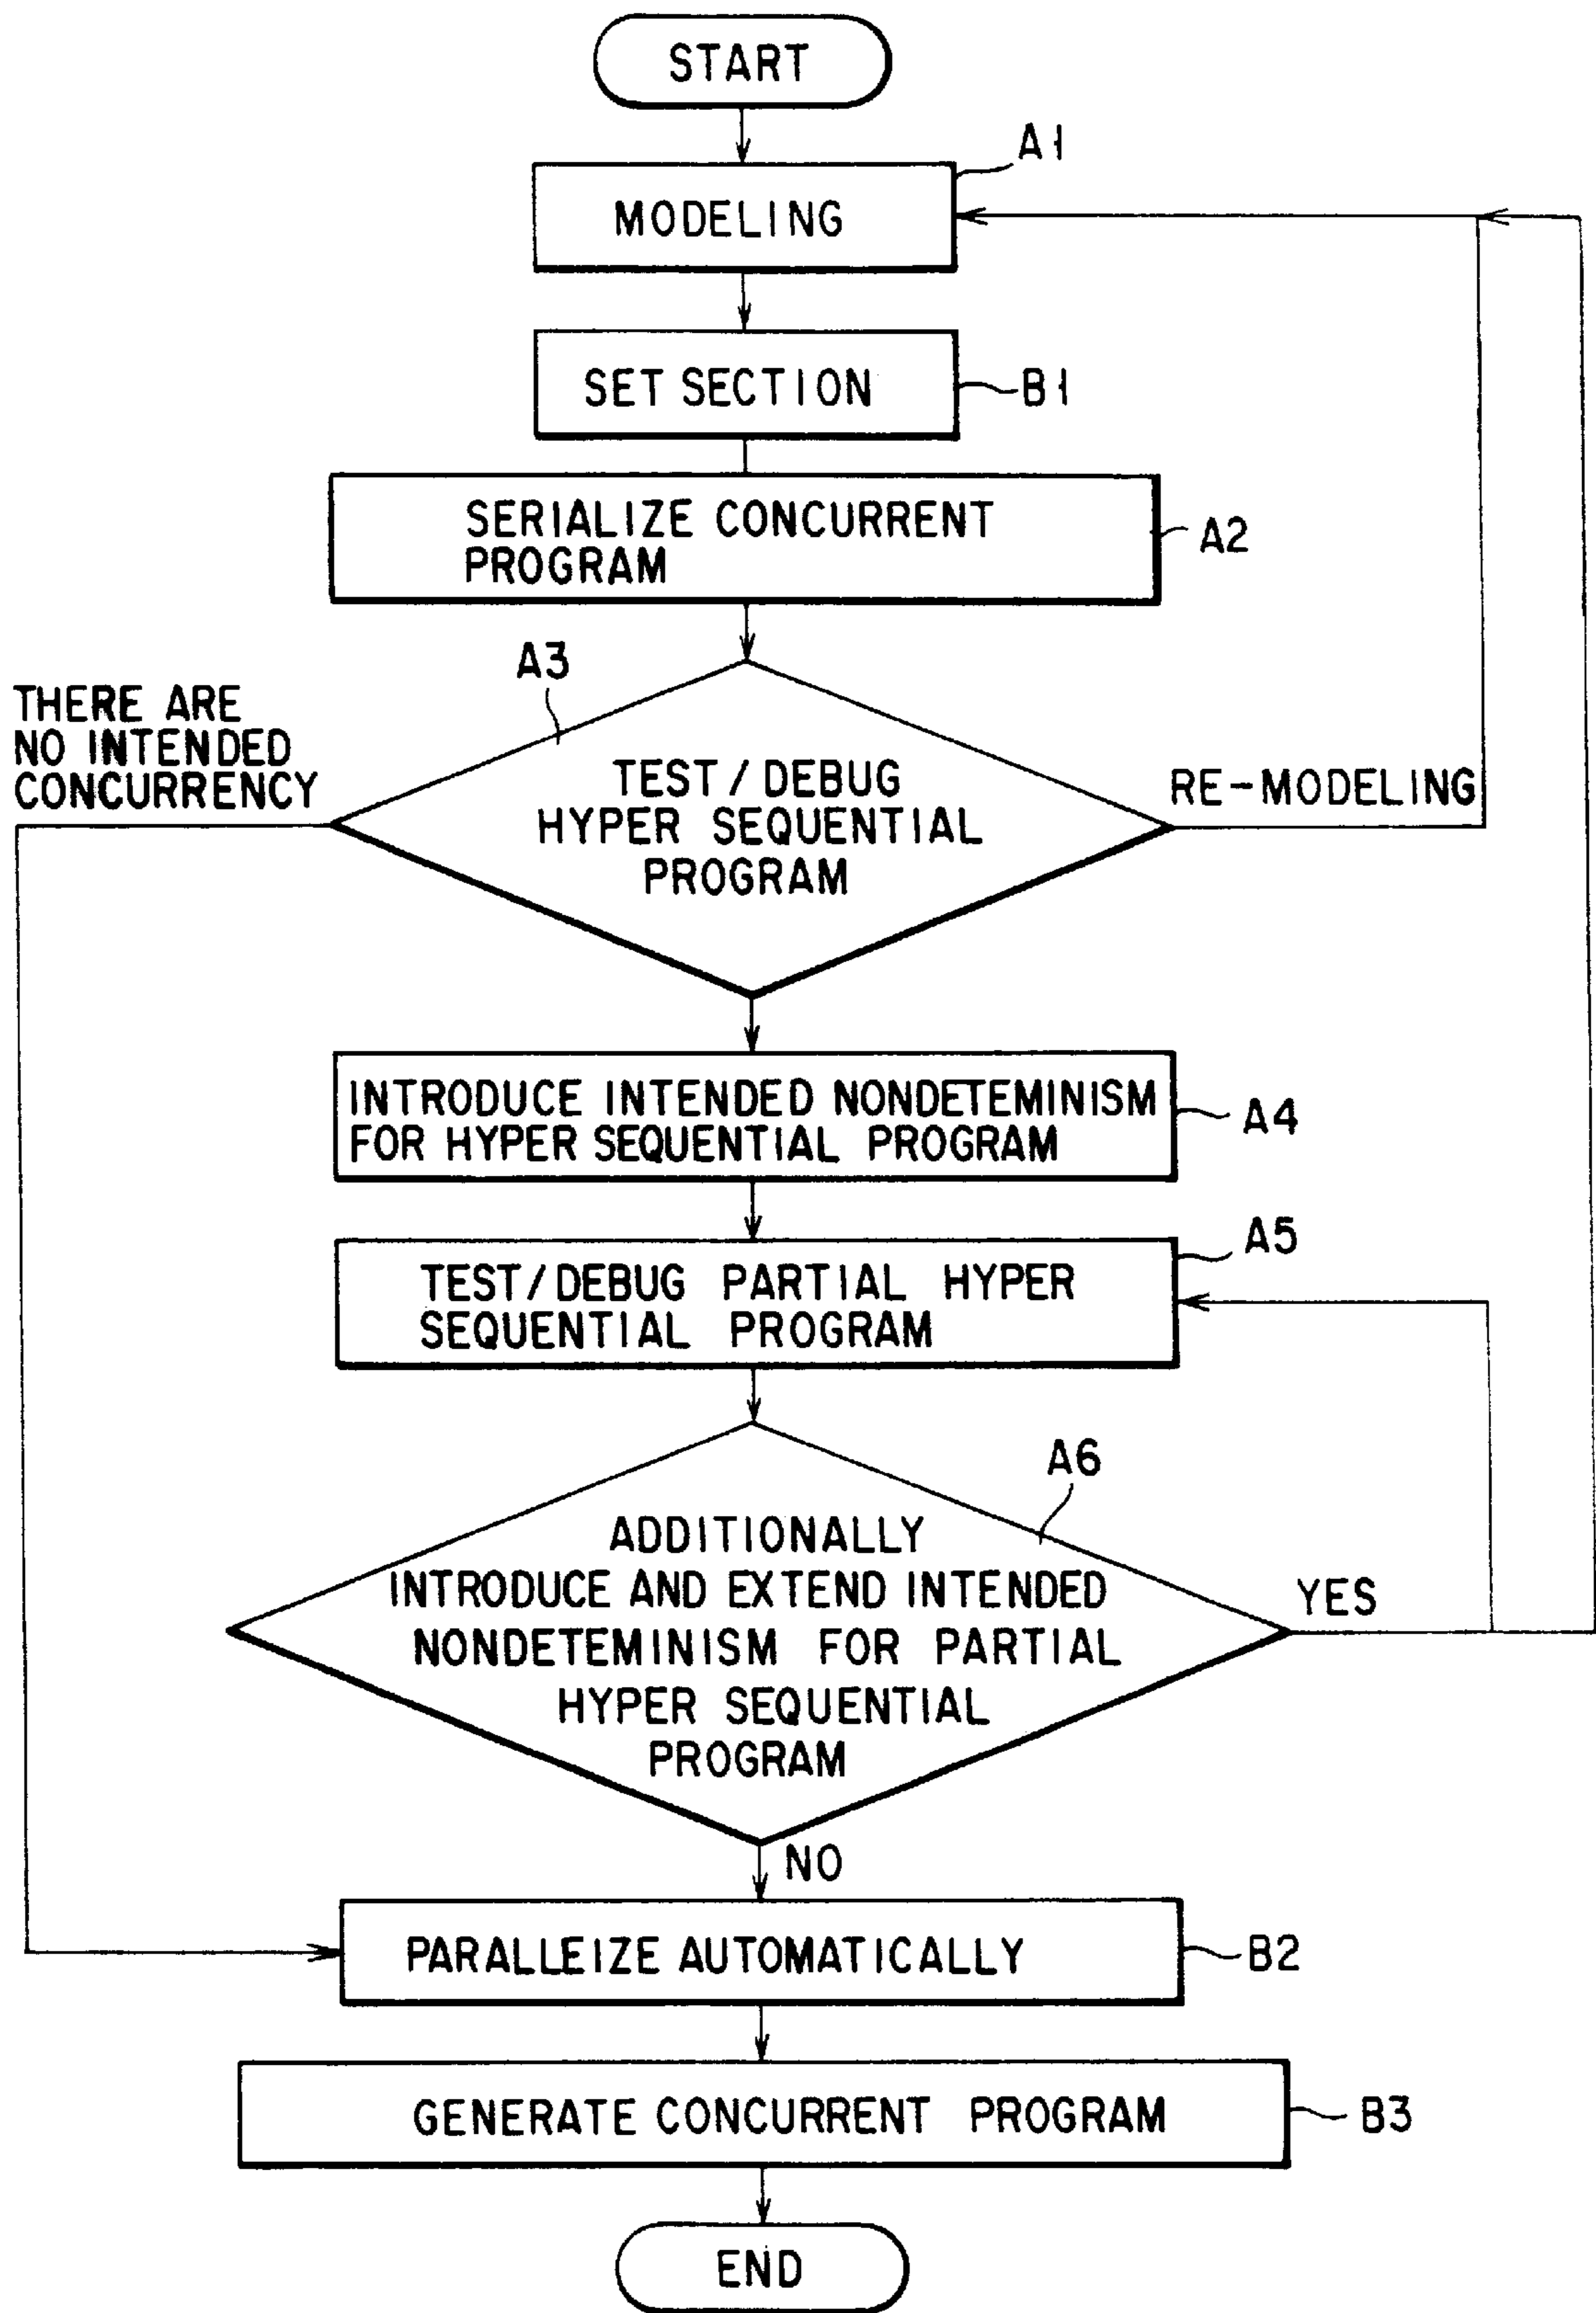 START
A1
MODELING
SET SECTION
B1
SERIALIZE CONCURRENT
PROGRAM
A2
A3
THERE ARE
NO INTENDED
CONCURRENCY
TEST/DEBUG
HYPER SEQUENTIAL
PROGRAM
RE-MODELING
INTRODUCE INTENDED NONDETEMINISM
FOR HYPER SEQUENTIAL PROGRAM
A4
A5
TEST/DEBUG PARTIAL HYPER
SEQUENTIAL PROGRAM
A6
ADDITIONALLY
INTRODUCE AND EXTEND INTENDED
NONDETEMINISM FOR PARTIAL
HYPER SEQUENTIAL
PROGRAM
YES
NO
PARALLEIZE AUTOMATICALLY
B2
GENERATE CONCURRENT PROGRAM
B3
END